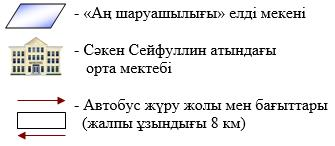 - «Аң шаруашылығы» елді мекені
- Сәкен Сейфуллин атындағы
орта мектебі
- Автобус жүру жолы мен бағыттары
(жалпы ұзындығы 8 км)